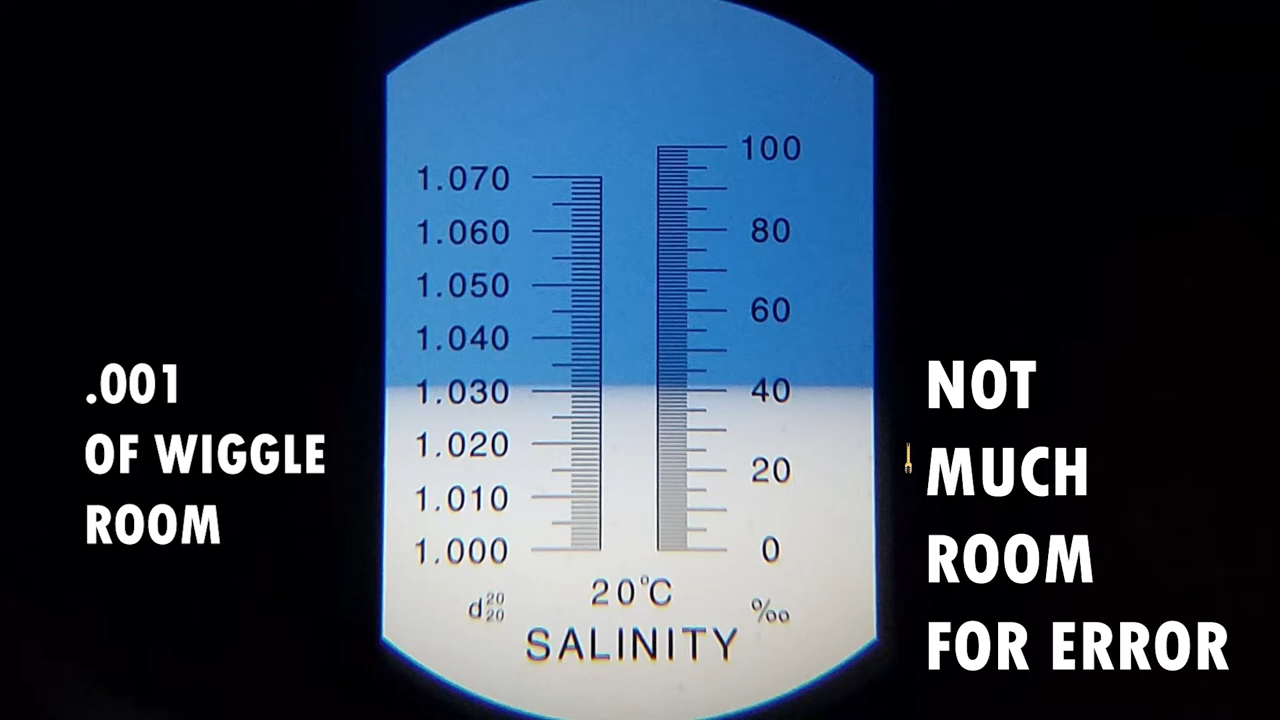 100
1.070
1.060
80
1.050
60
1.040
1.030
40
1.020
20
1.010
1.000
0
20°C
d20/20
‰
SALINITY
.001
OF WIGGLE
ROOM
NOT
MUCH
ROOM
FOR ERROR